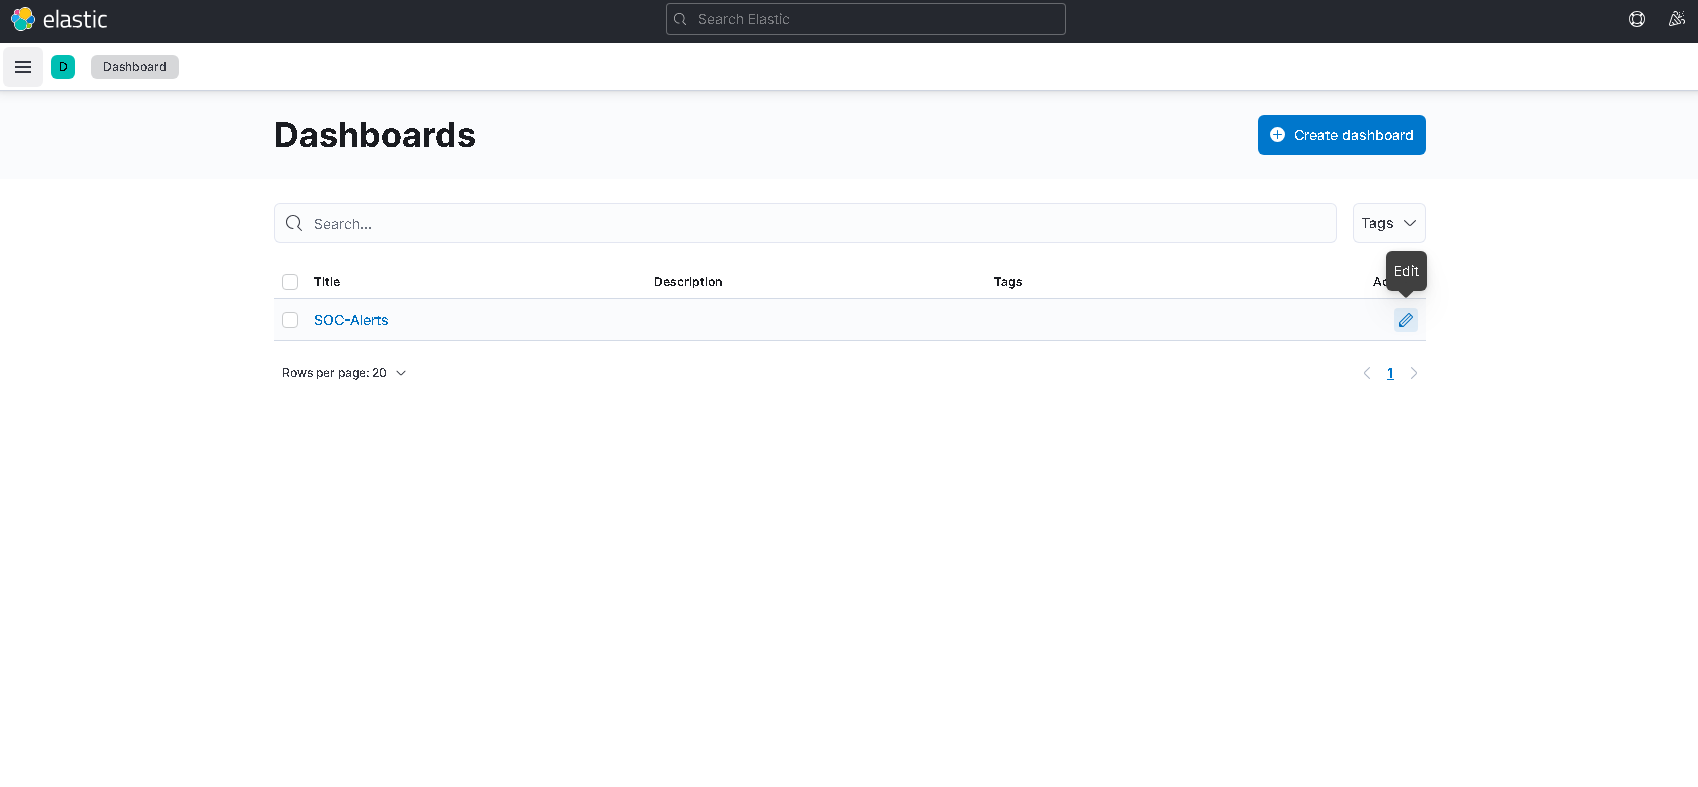 elastic
Search Elastic
D
Dashboard
Dashboards
Create dashboard
Search...
Tags
Edit
Title Description Tags
SOC-Alerts
Rows per page: 20
1